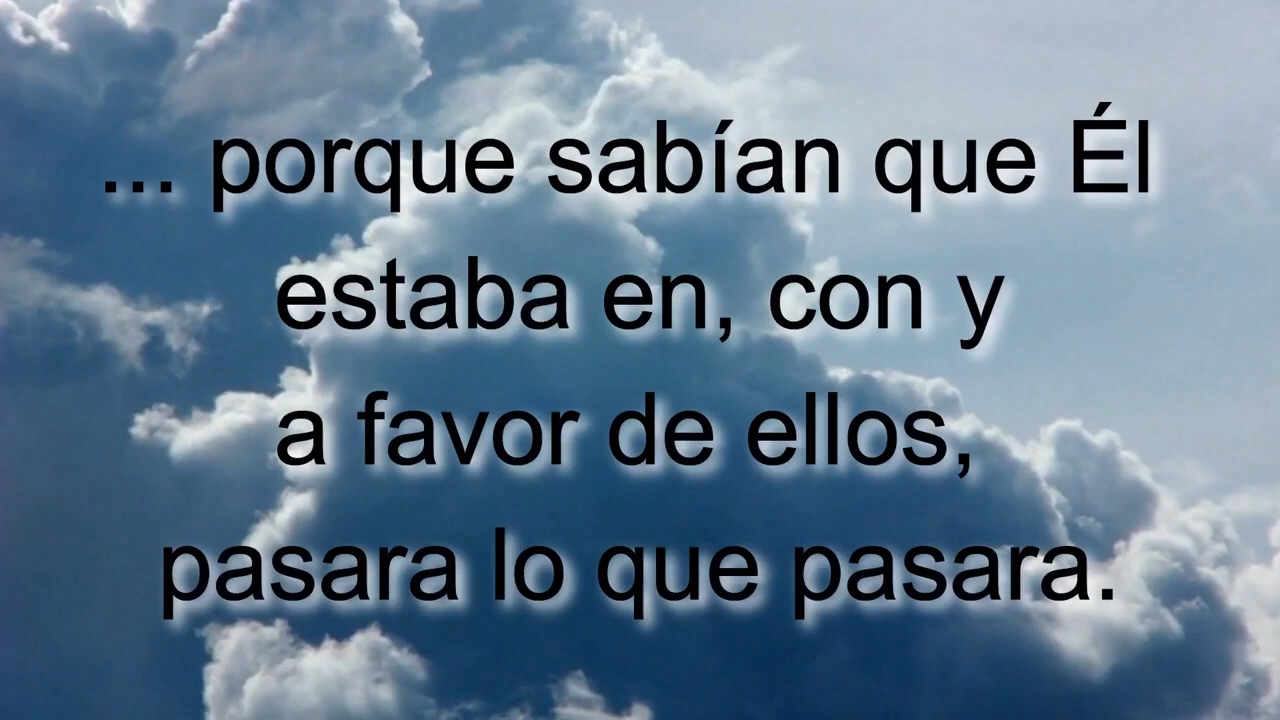 ... porque sabían que Él
estaba en, con y
a favor de ellos,
pasara lo que pasara.